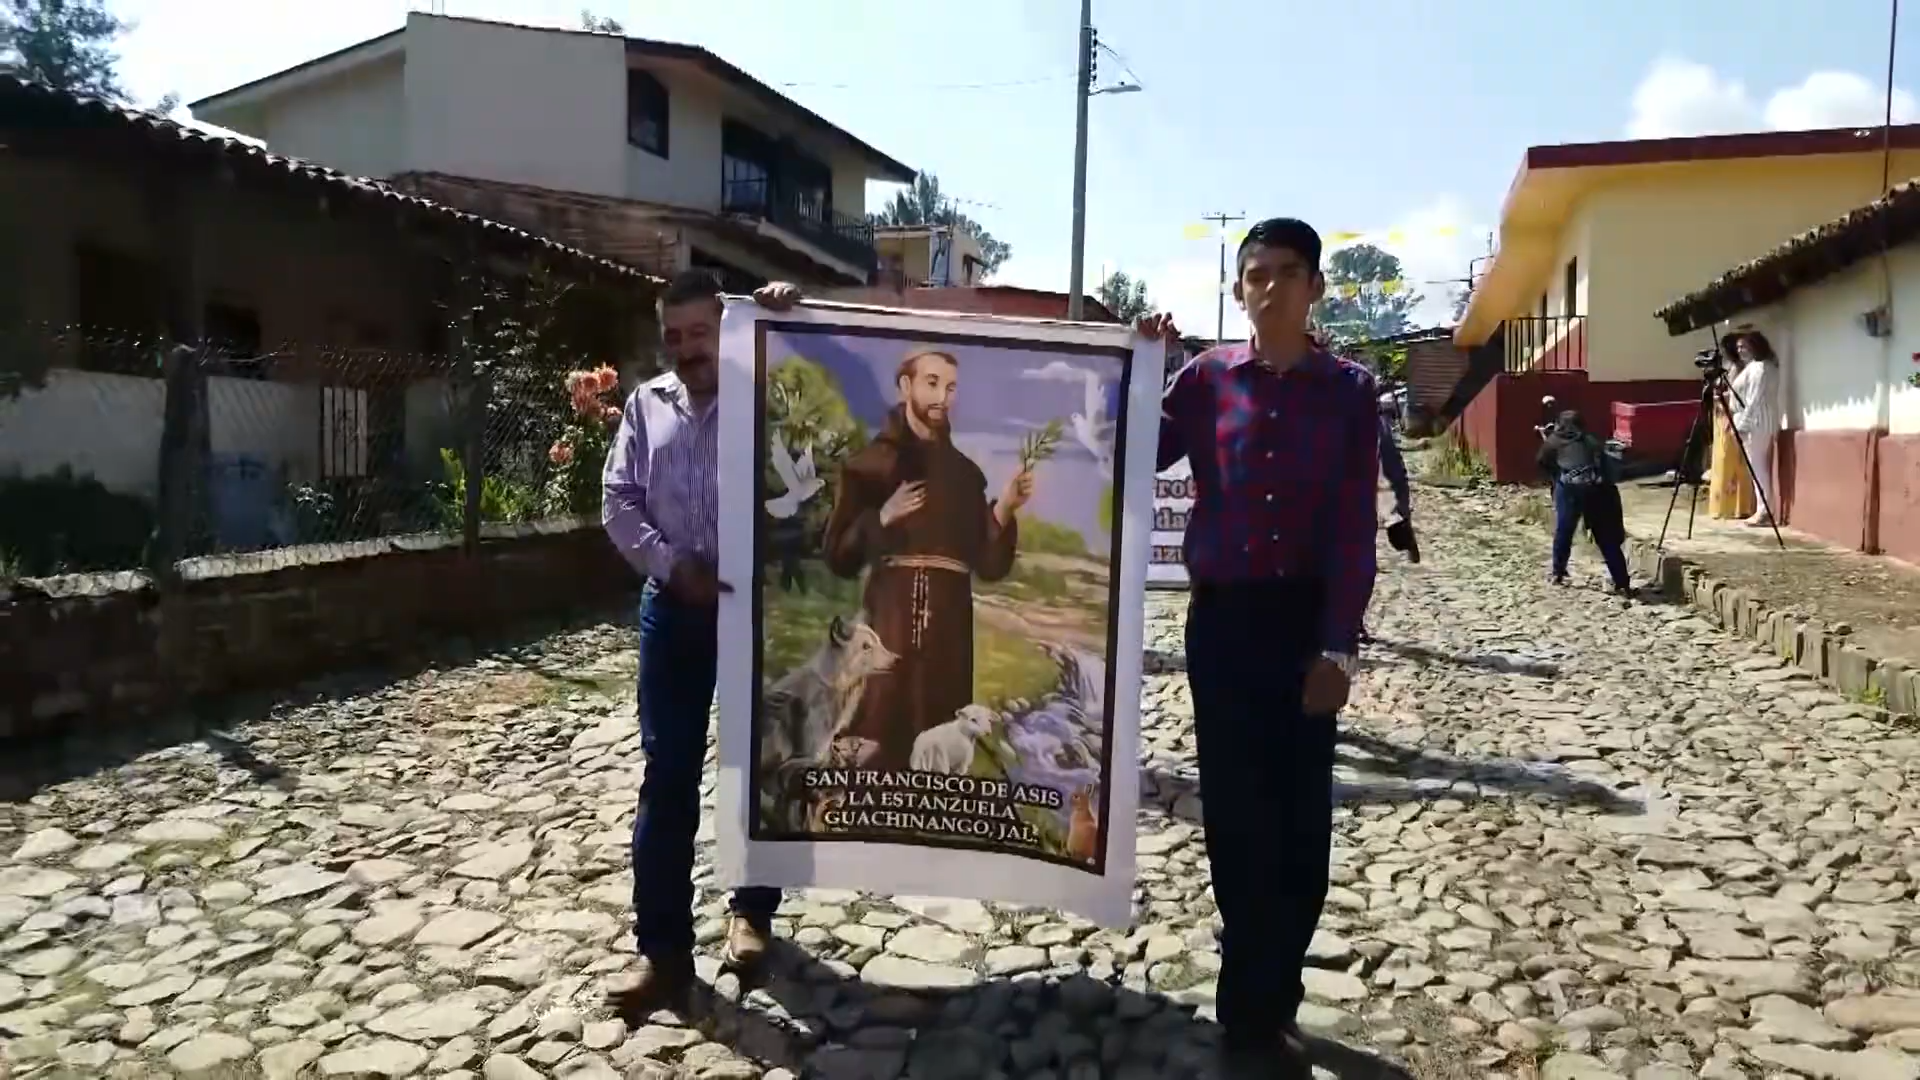 SAN FRANCISCO DE ASIS
LA ESTANZUELA
GUACHINANGO, JAL.